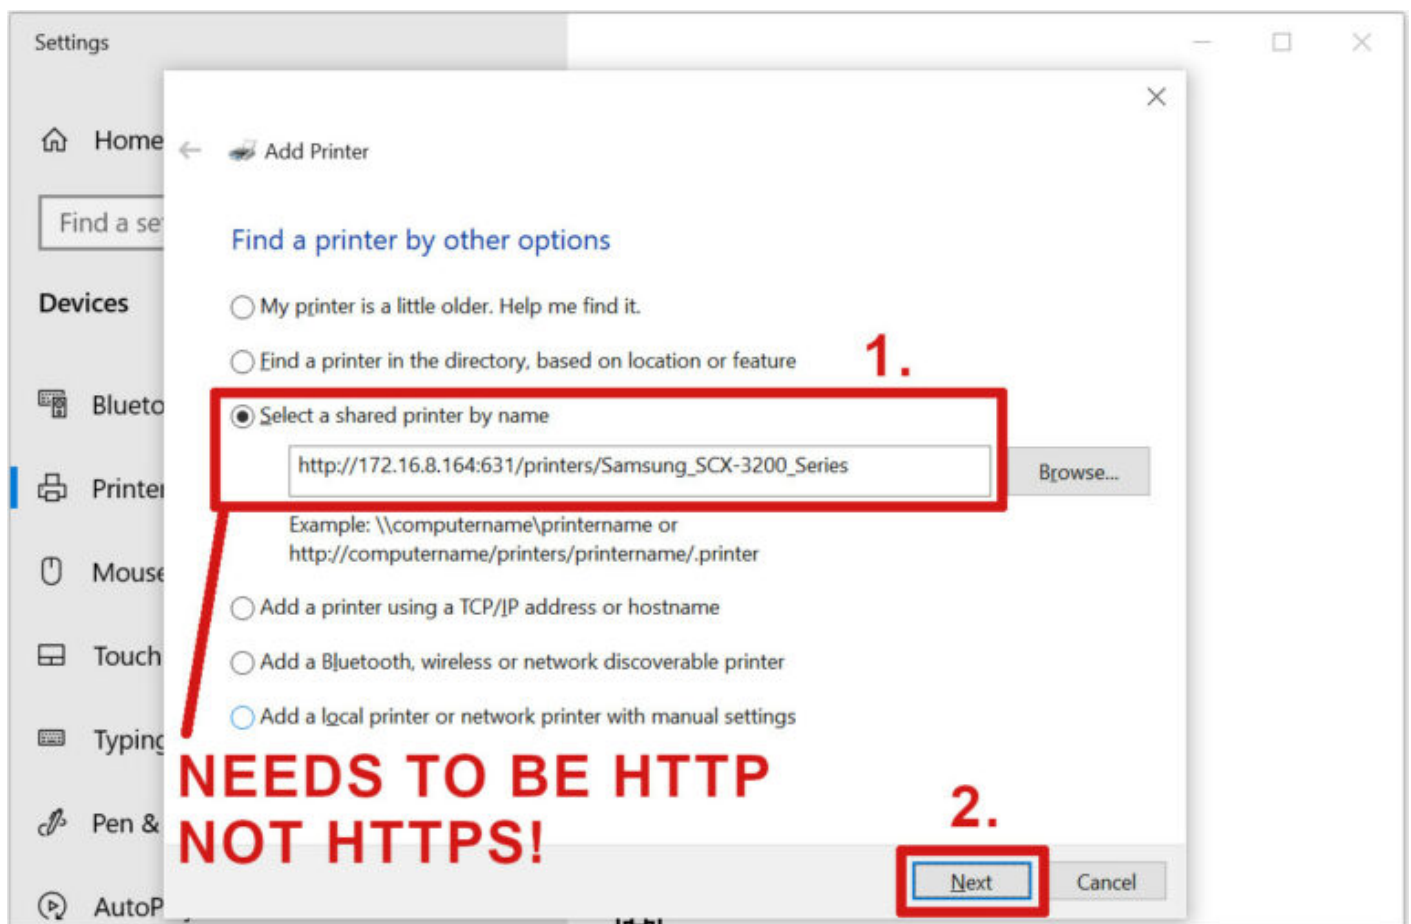 Settings
Home
Add Printer
Find a se
Find a printer by other options
Devices
My printer is a little older. Help me find it.
Find a printer in the directory, based on location or feature
1.
Blueto
Select a shared printer by name
http://172.16.8.164:631/printers/Samsung_SCX-3200_Series
Browse...
Printer
Example: \\computername\printername or
http://computername/printers/printername/.printer
Mouse
Add a printer using a TCP/IP address or hostname
Touch
Add a Bluetooth, wireless or network discoverable printer
Add a local printer or network printer with manual settings
Typing
NEEDS TO BE HTTP
NOT HTTPS!
2.
Pen &
Next
Cancel
AutoP